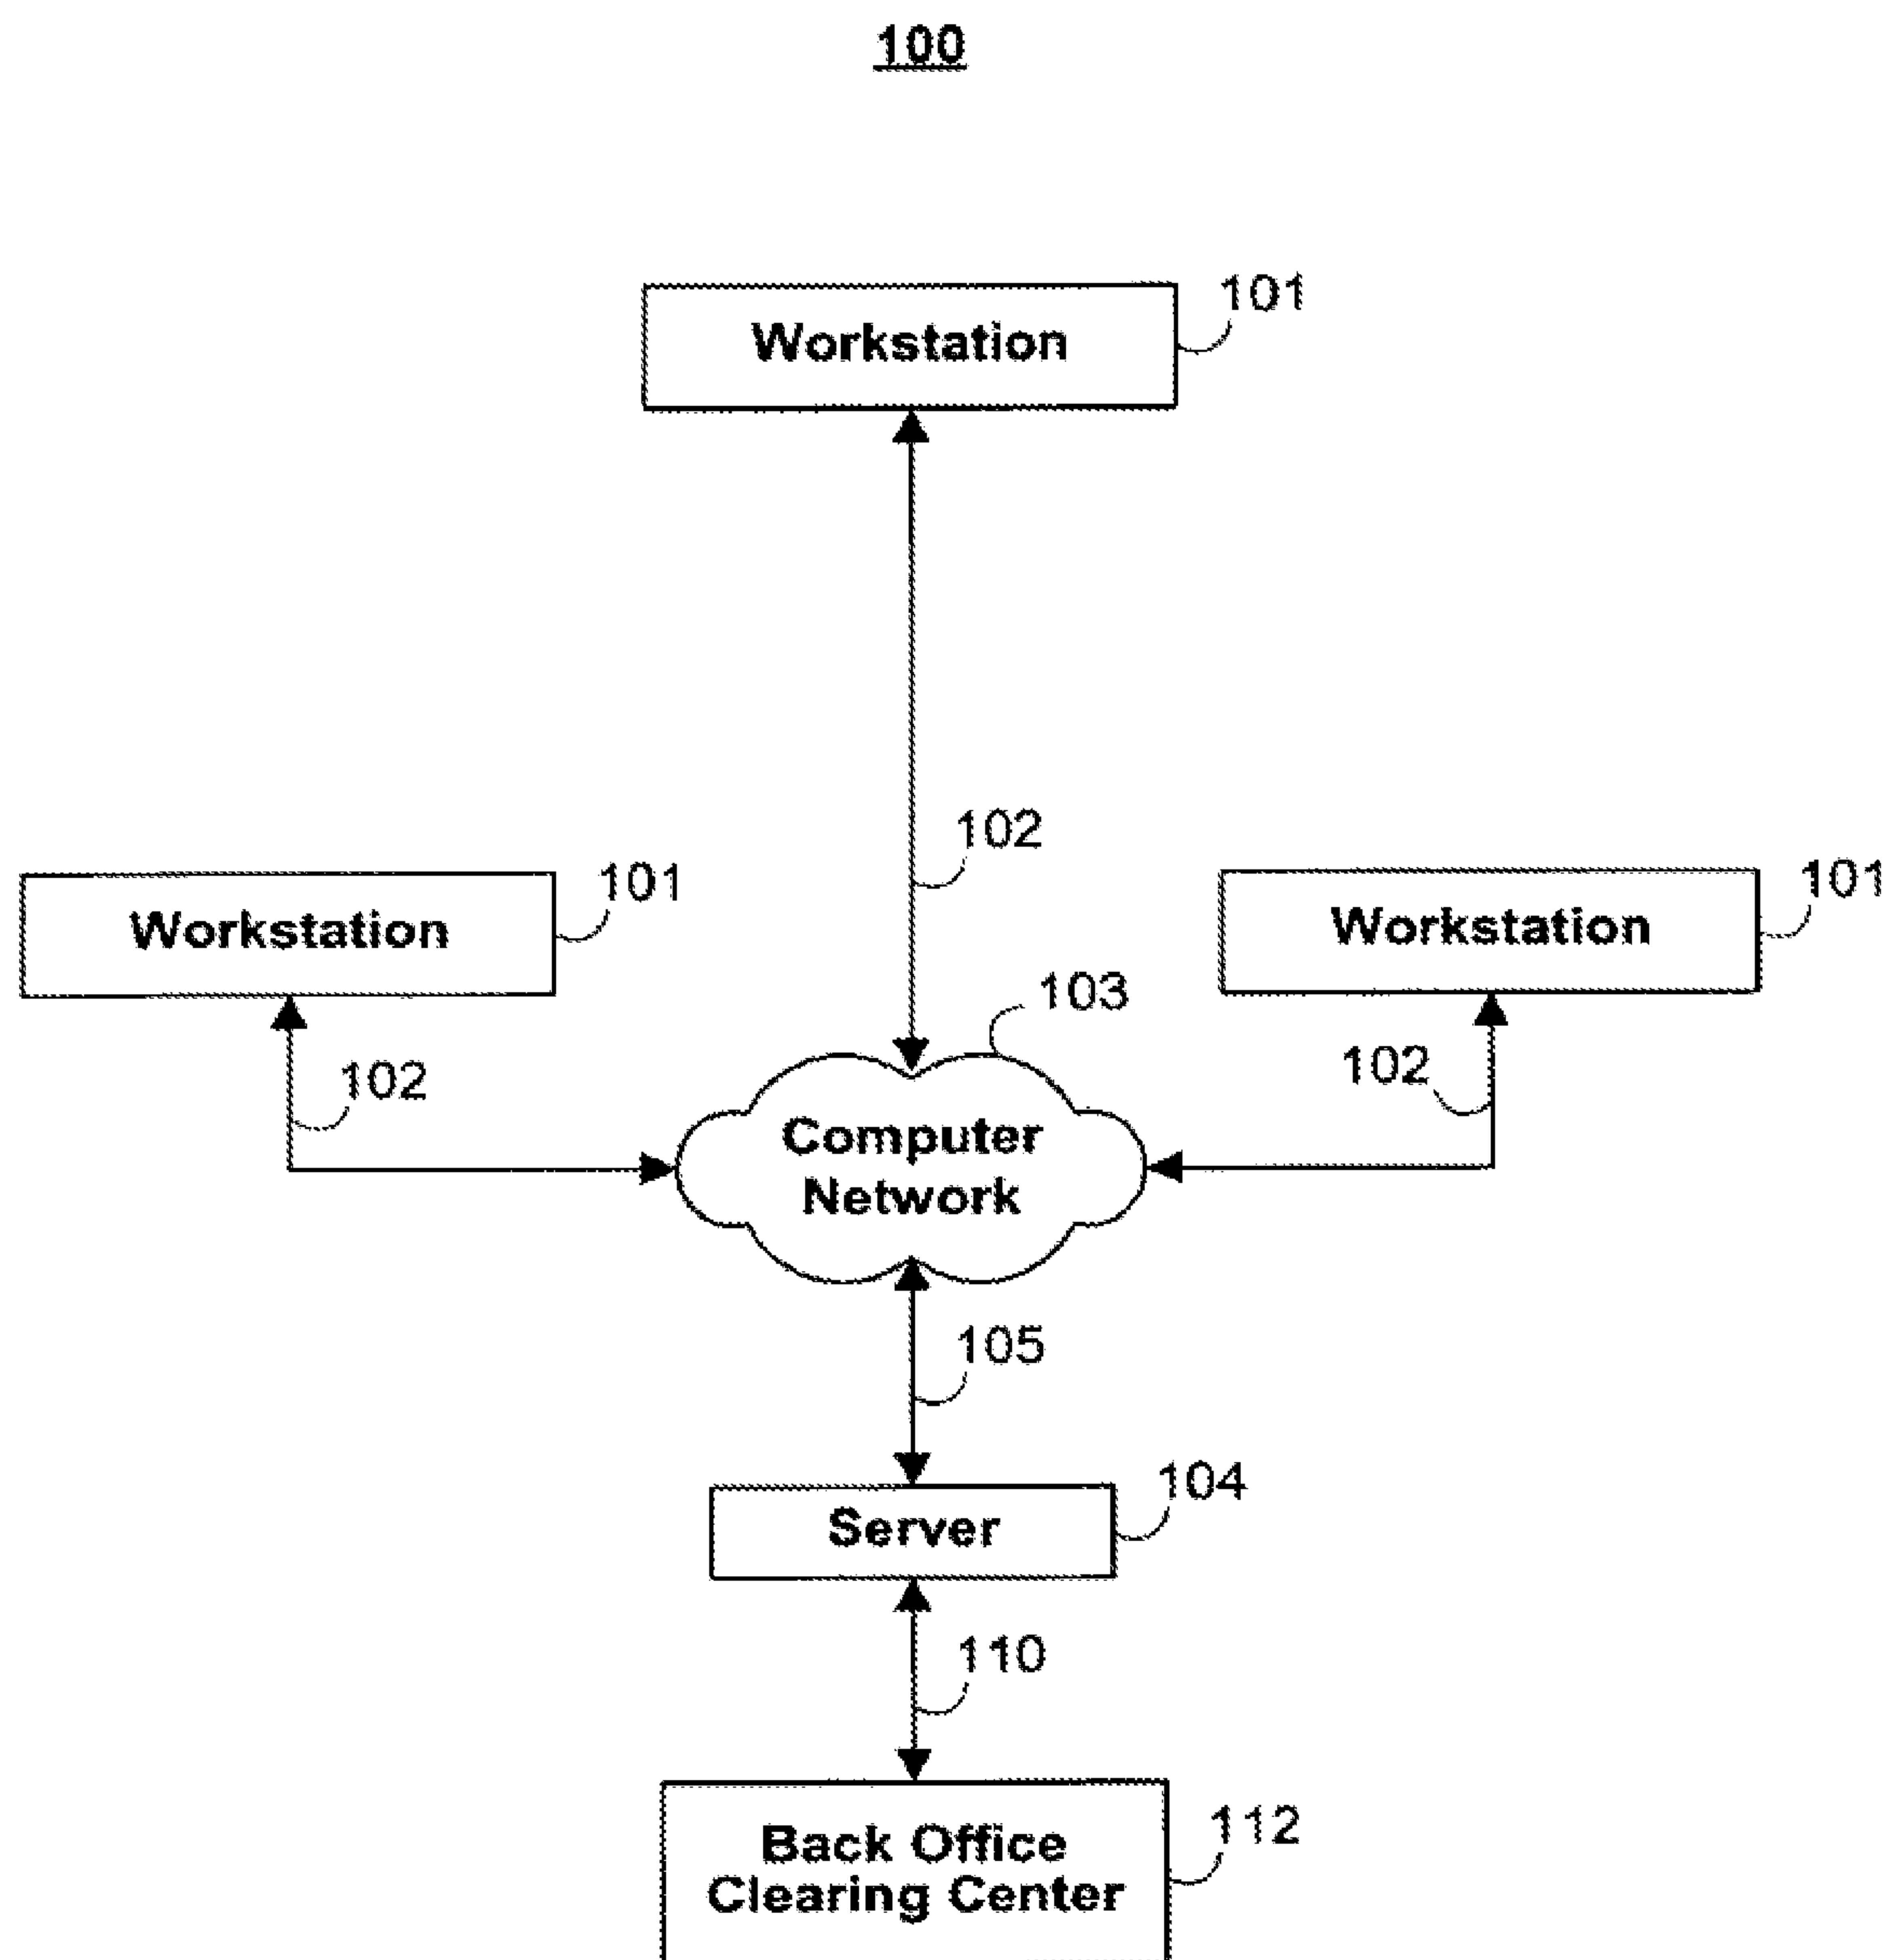 100
101
Workstation
102
101
Workstation
101
Workstation
103
102
102
Computer
Network
105
104
Server
110
112
Back Office
Clearing Center